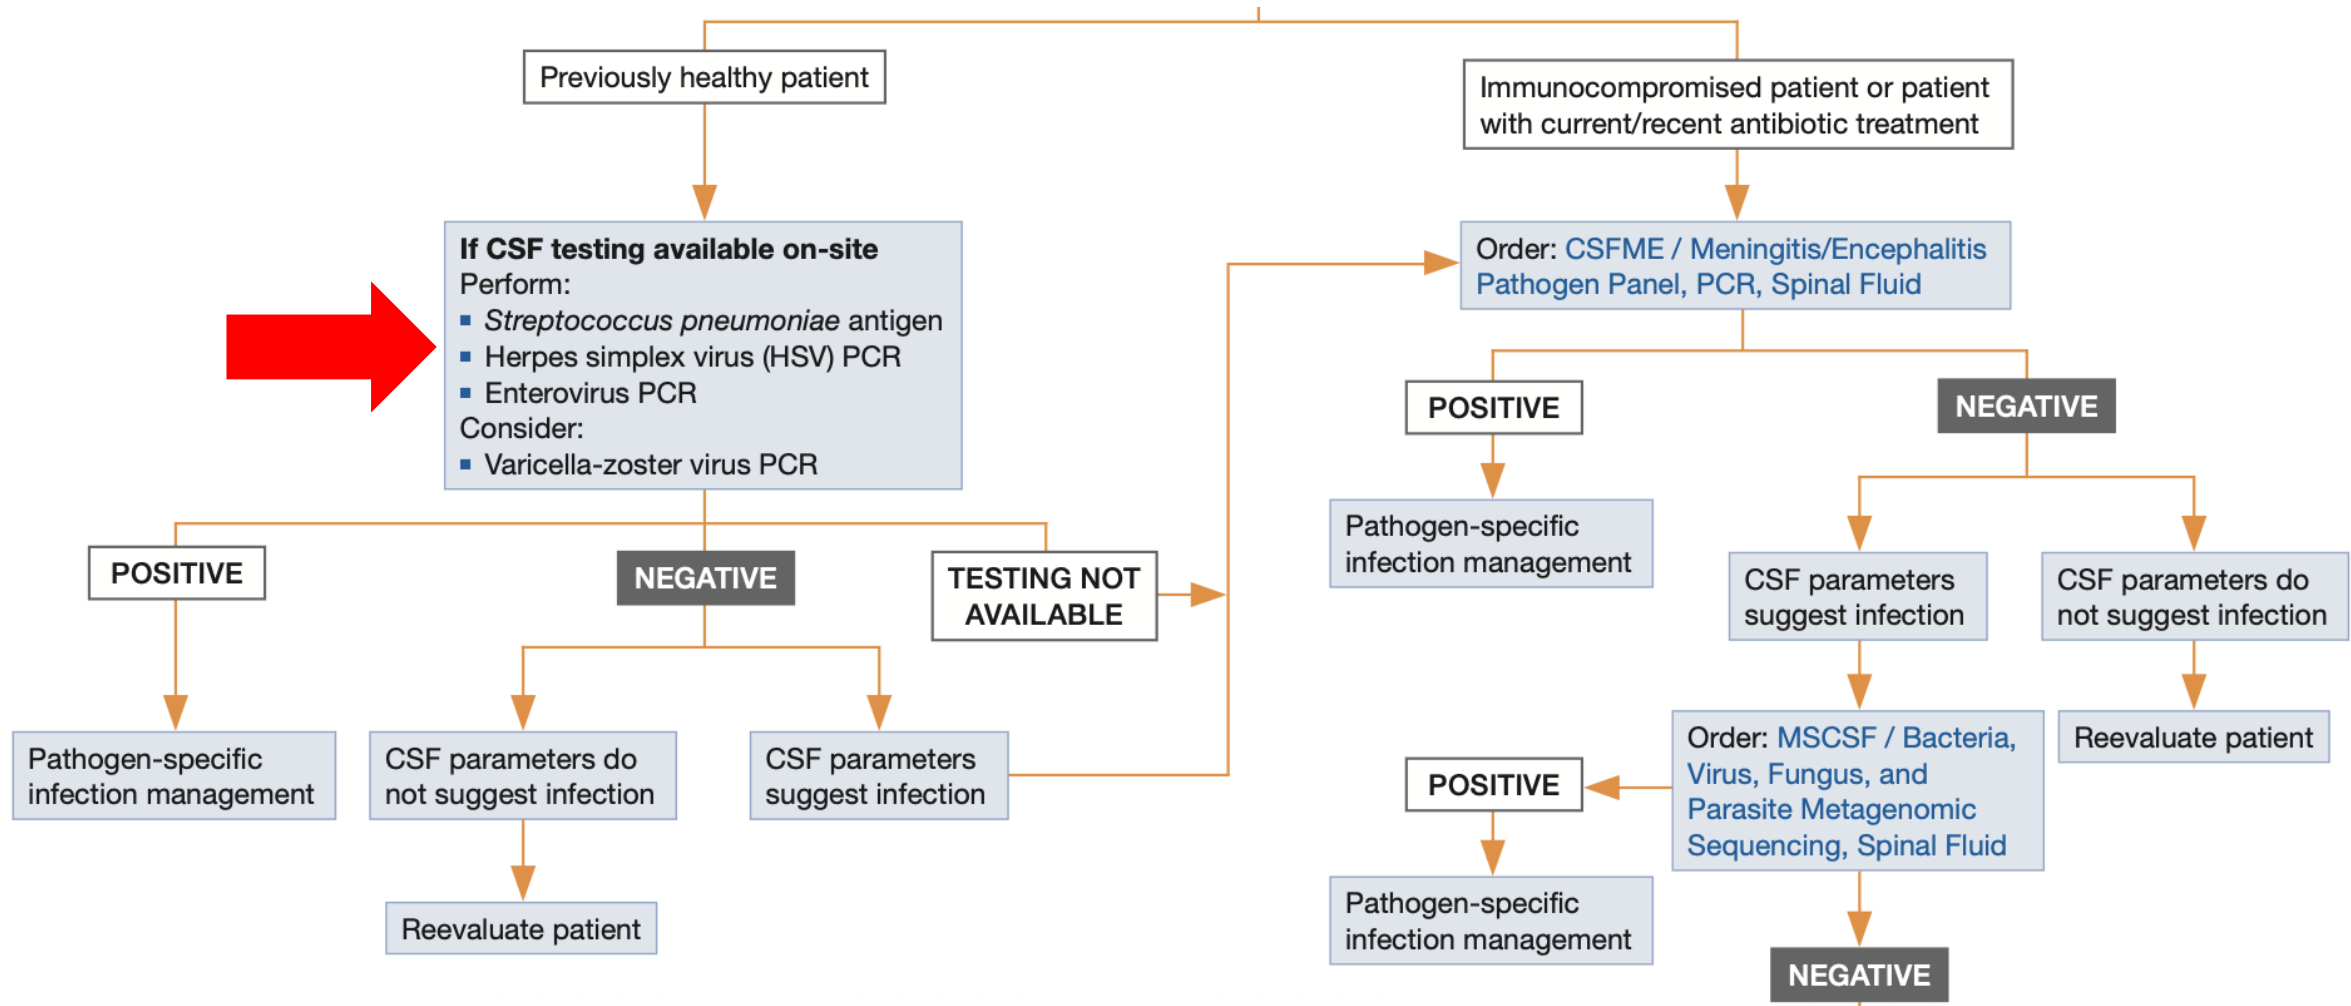 Previously healthy patient
Immunocompromised patient or patient
with current/recent antibiotic treatment
If CSF testing available on-site
Perform:
▪ Streptococcus pneumoniae antigen
▪ Herpes simplex virus (HSV) PCR
▪ Enterovirus PCR
Consider:
▪ Varicella-zoster virus PCR
Order: CSFME / Meningitis/Encephalitis
Pathogen Panel, PCR, Spinal Fluid
POSITIVE
NEGATIVE
TESTING NOT
AVAILABLE
Pathogen-specific
infection management
CSF parameters do
not suggest infection
CSF parameters
suggest infection
Reevaluate patient
POSITIVE
NEGATIVE
Pathogen-specific
infection management
CSF parameters
suggest infection
CSF parameters do
not suggest infection
Order: MSCSF / Bacteria,
Virus, Fungus, and
Parasite Metagenomic
Sequencing, Spinal Fluid
Reevaluate patient
POSITIVE
Pathogen-specific
infection management
NEGATIVE